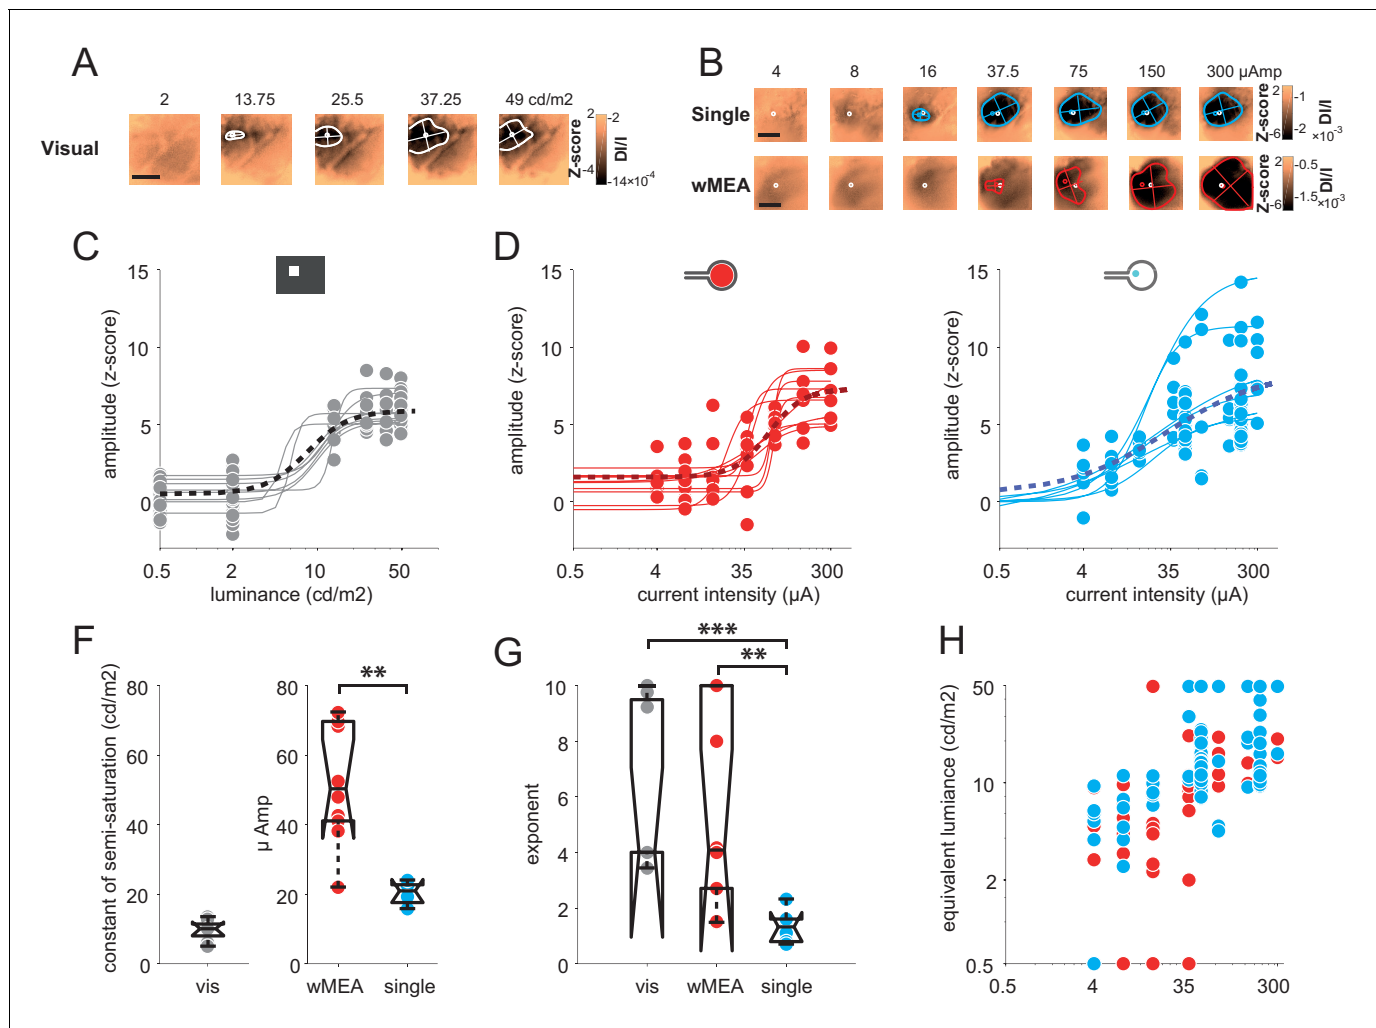 A
2 13.75 25.5 37.25 49 cd/m2
Visual
2
-4
Z-score
-2
-14×10⁻⁴
DI/I
B
4 8 16 37.5 75 150 300 µAmp
Single
2
-6
Z-score
-1
-2
×10⁻³
DI/I
wMEA
2
-6
Z-score
-0.5
-1.5
×10⁻³
DI/I
C
amplitude (z-score)
15
10
5
0
0.5 2 10 50
luminance (cd/m2)
D
amplitude (z-score)
15
10
5
0
0.5 4 35 300
current intensity (µA)
amplitude (z-score)
15
10
5
0
0.5 4 35 300
current intensity (µA)
F
constant of semi-saturation (cd/m2)
80
60
40
20
0
vis
µ Amp
80
60
40
20
0
**
wMEA single
G
exponent
10
8
6
4
2
0
***
**
vis wMEA single
H
equivalent lumiance (cd/m2)
50
10
2
0.5
0.5 4 35 300